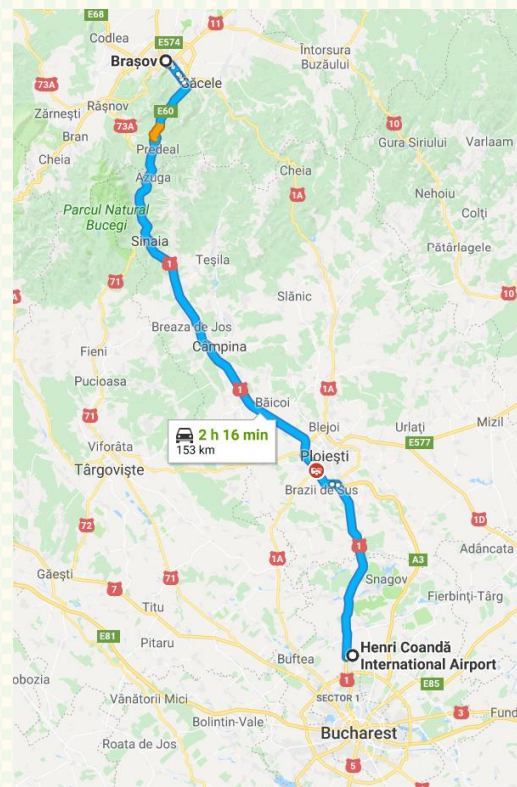 E68
Codlea
E574
11
Brașov
Săcele
Întorsura
Buzăului
73A
Râșnov
E60
Zărnești
73A
10
Bran
Predeal
Gura Siriului
Varlaam
Cheia
Cheia
Azuga
1A
Nehoiu
Parcul Natural
Bucegi
Colți
Sinaia
Pătârlagele
1
Teșila
71
10
Slănic
Breaza de Jos
Fieni
Câmpina
1A
Pucioasa
1
Băicoi
71
Mizil
2 h 16 min
153 km
Blejoi
Urlați
E577
Viforâta
Ploiești
Târgoviște
Brazii de Sus
72
1D
1
Adâncata
1A
A3
Găești
71
Snagov
7
Fierbinți-Târg
Titu
E81
Pitaru
Henri Coandă
International Airport
Buftea
1
E85
obozia
SECTOR 1
Vănătorii Mici
3
Fund
Bolintin-Vale
Roata de Jos
Bucharest
5